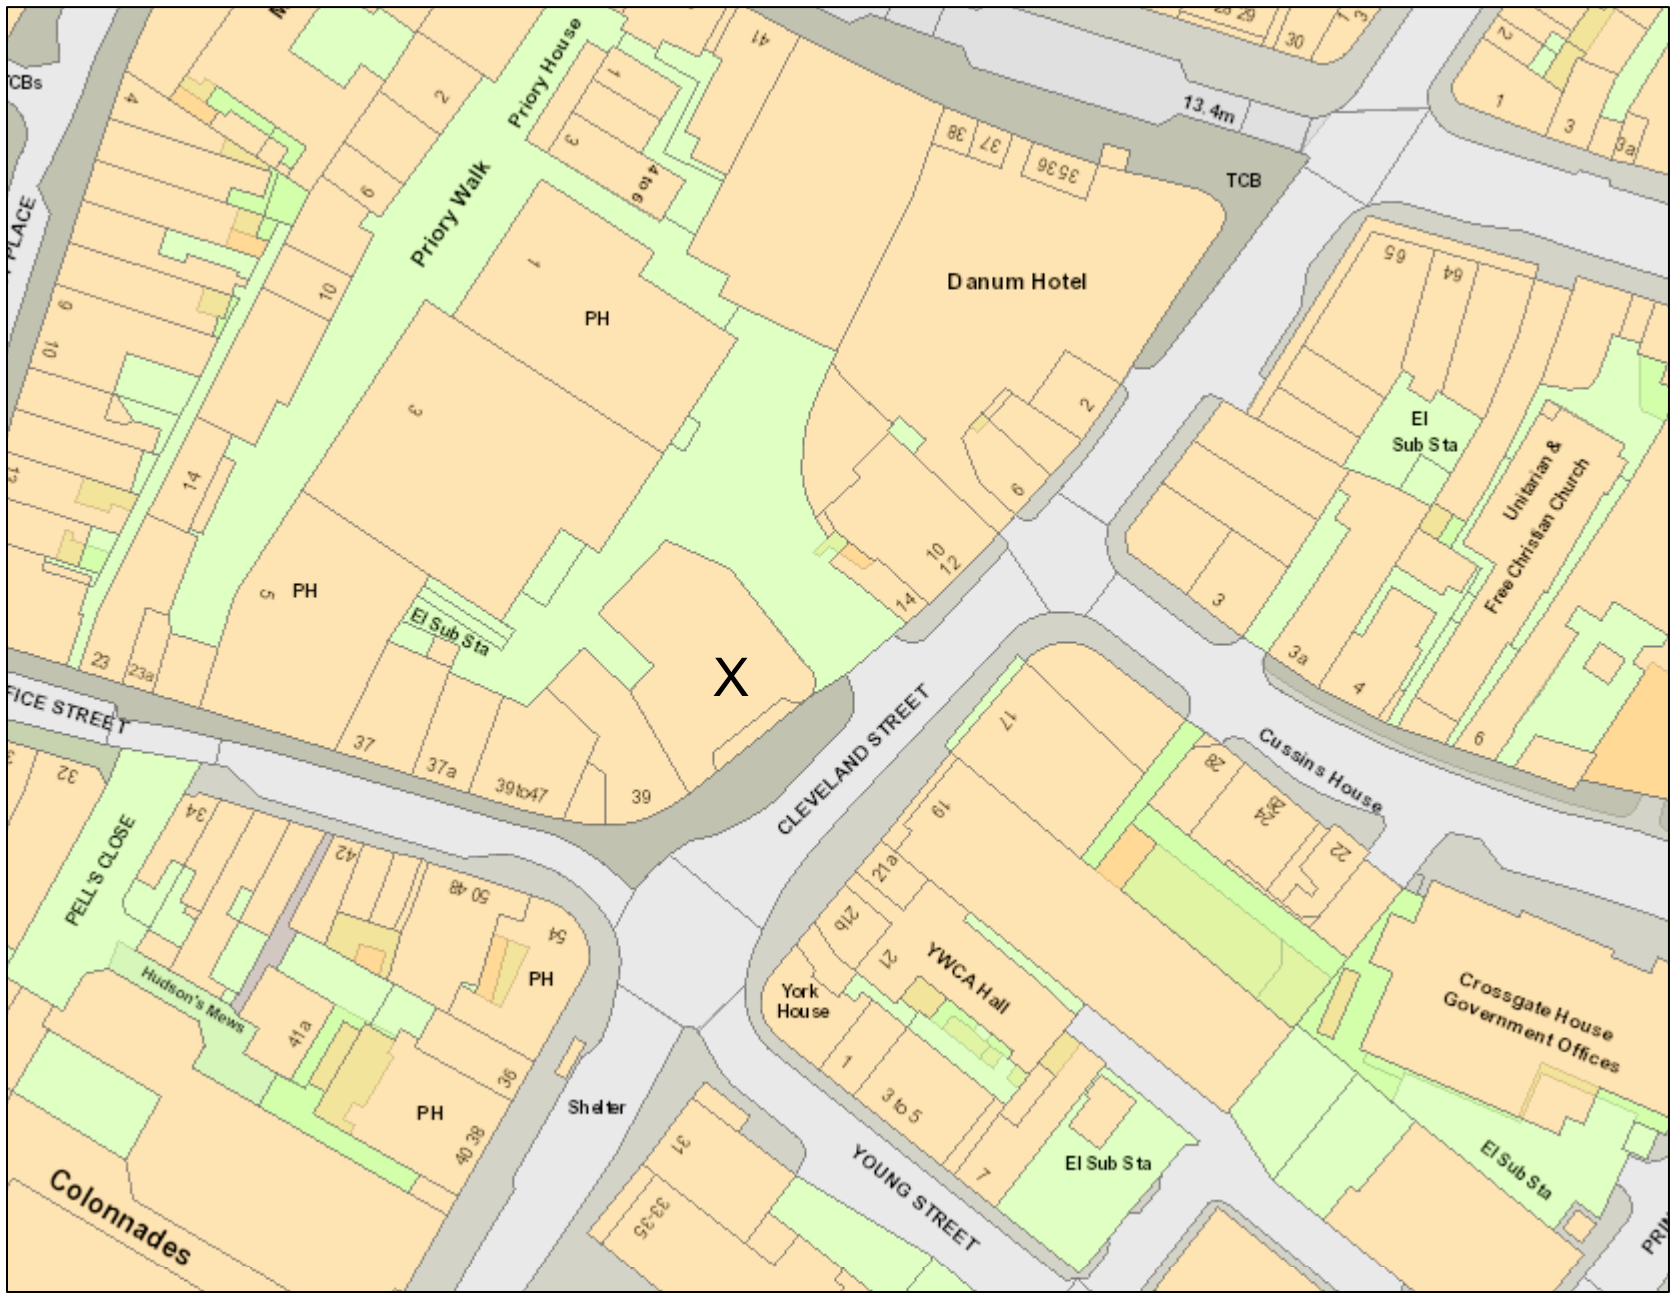 41
28 29
30
1
3
2
1
3
3a
TCBs
4
2
Priory House
1
3
4 to 6
38
37
36
35
13.4m
TCB
PLACE
Priory Walk
6
10
1
PH
Danum Hotel
65
64
9
10
3
2
El
Sub Sta
Unitarian &
Free Christian Church
14
6
10
12
14
3
3a
4
6
5
PH
El Sub Sta
23
23a
X
37
37a
39to47
39
FICE STREET
CLEVELAND STREET
17
Cussins House
28
24
22
32
34
42
50 48
54
PH
PELL'S CLOSE
19
21a
21b
21
YWCA Hall
York
House
Hudson's Mews
41a
36
PH
40 38
Shelter
1
3 to 5
7
El Sub Sta
Crossgate House
Government Offices
El Sub Sta
31
33-35
YOUNG STREET
Colonnades
PRIN